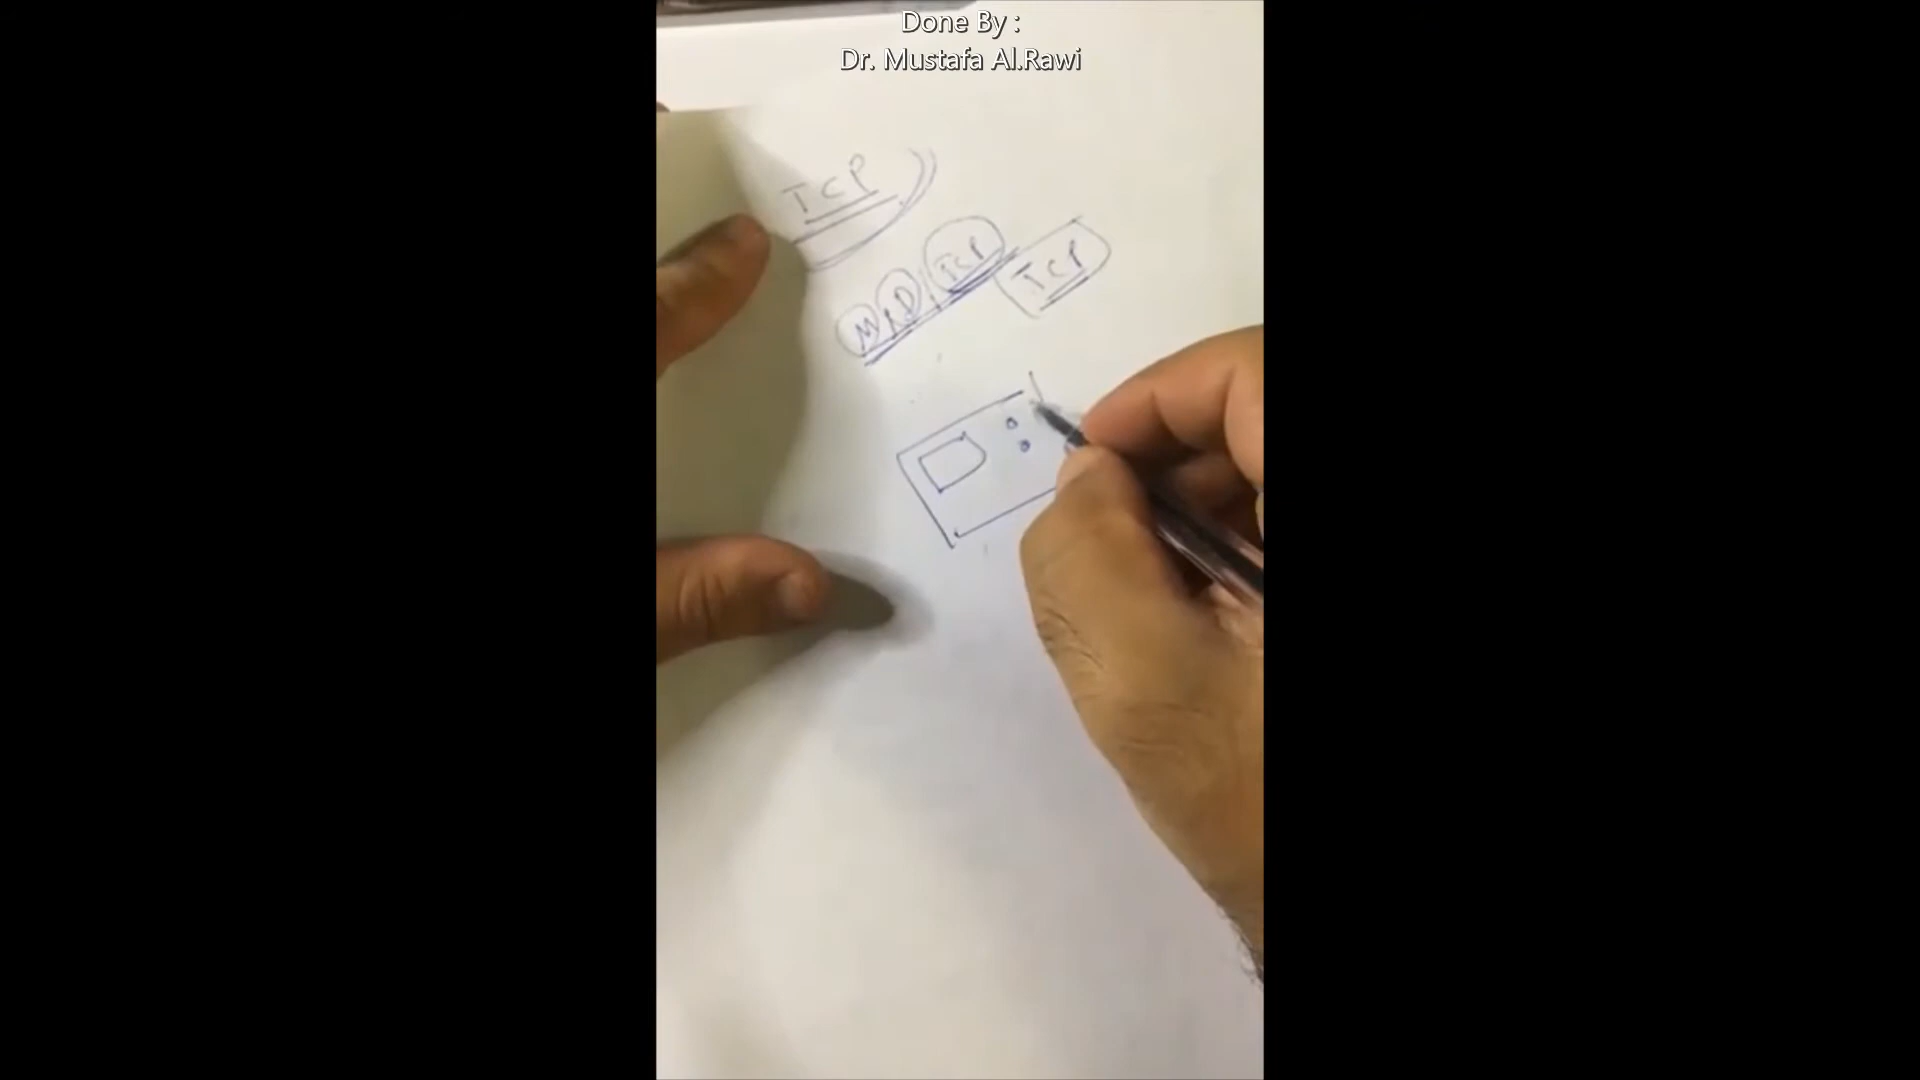 Done By :
Dr. Mustafa Al.Rawi
TCP
M D TCP TCP